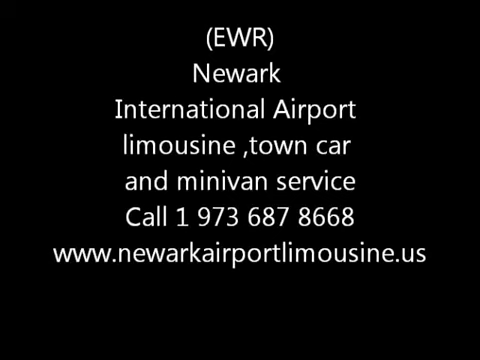 (EWR)
Newark
International Airport
limousine ,town car
and minivan service
Call 1 973 687 8668
www.newarkairportlimousine.us